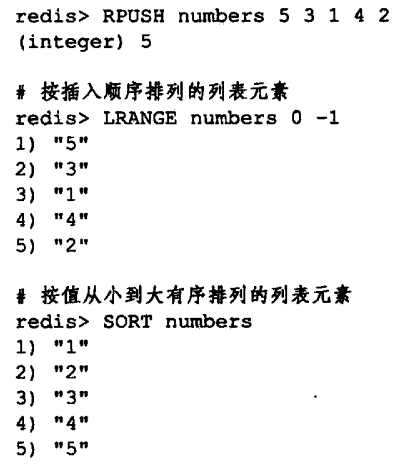 redis> RPUSH numbers 5 3 1 4 2
(integer) 5
# 按插入顺序排列的列表元素
redis> LRANGE numbers 0 -1
1) "5"
2) "3"
3) "1"
4) "4"
5) "2"
# 按值从小到大有序排列的列表元素
redis> SORT numbers
1) "1"
2) "2"
3) "3"
4) "4"
5) "5"